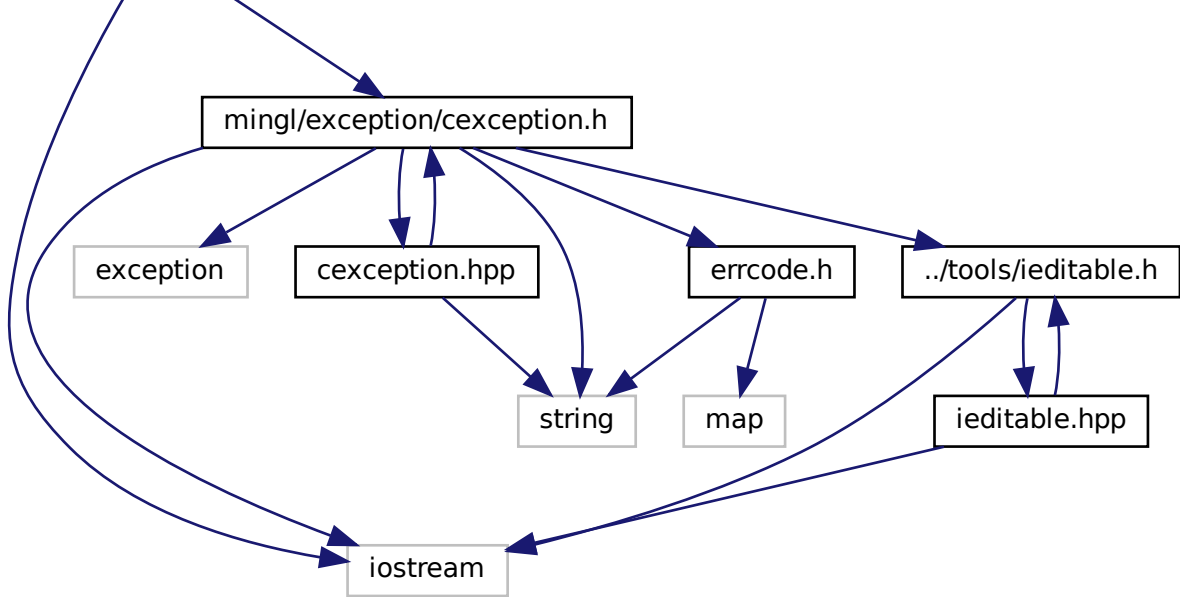 mingl/exception/cexception.h
exception
cexception.hpp
errcode.h
../tools/ieditable.h
string
map
ieditable.hpp
iostream